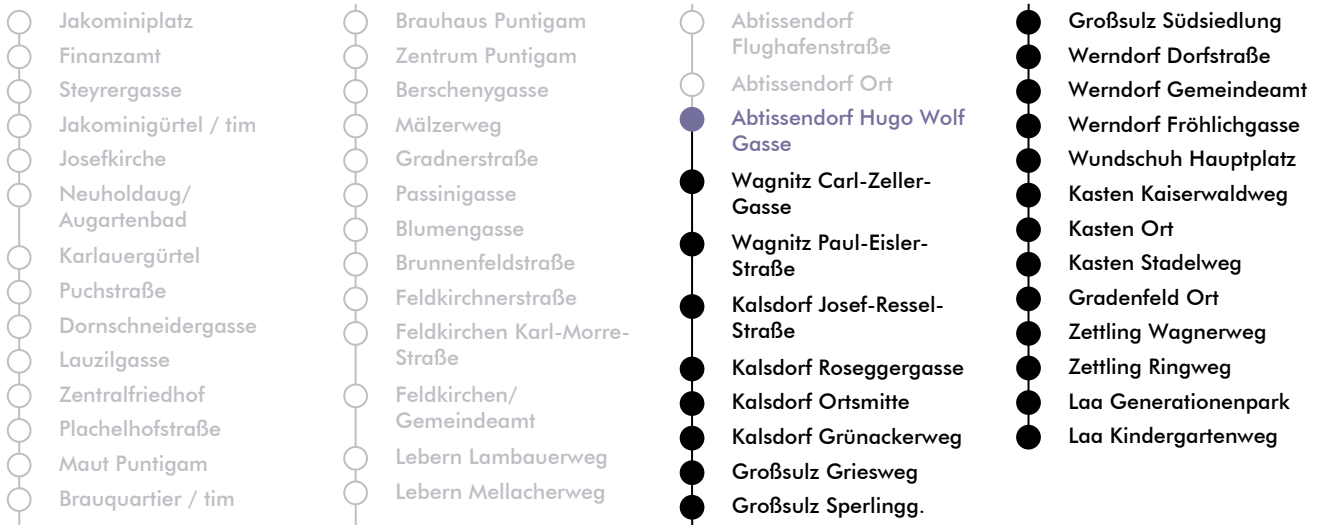 Jakominiplatz
Finanzamt
Steyrergasse
Jakominigürtel / tim
Josefkirche
Neuholdaug/
Augartenbad
Karlauergürtel
Puchstraße
Dornschneidergasse
Lauzilgasse
Zentralfriedhof
Plachelhofstraße
Maut Puntigam
Brauquartier / tim
Brauhaus Puntigam
Zentrum Puntigam
Berschenygasse
Mälzerweg
Gradnerstraße
Passinigasse
Blumengasse
Brunnenfeldstraße
Feldkirchnerstraße
Feldkirchen Karl-Morre-
Straße
Feldkirchen/
Gemeindeamt
Lebern Lambauerweg
Lebern Mellacherweg
Abtissendorf
Flughafenstraße
Abtissendorf Ort
Abtissendorf Hugo Wolf
Gasse
Wagnitz Carl-Zeller-
Gasse
Wagnitz Paul-Eisler-
Straße
Kalsdorf Josef-Ressel-
Straße
Kalsdorf Roseggergasse
Kalsdorf Ortsmitte
Kalsdorf Grünackerweg
Großsulz Griesweg
Großsulz Sperlingg.
Großsulz Südsiedlung
Werndorf Dorfstraße
Werndorf Gemeindeamt
Werndorf Fröhlichgasse
Wundschuh Hauptplatz
Kasten Kaiserwaldweg
Kasten Ort
Kasten Stadelweg
Gradenfeld Ort
Zettling Wagnerweg
Zettling Ringweg
Laa Generationenpark
Laa Kindergartenweg